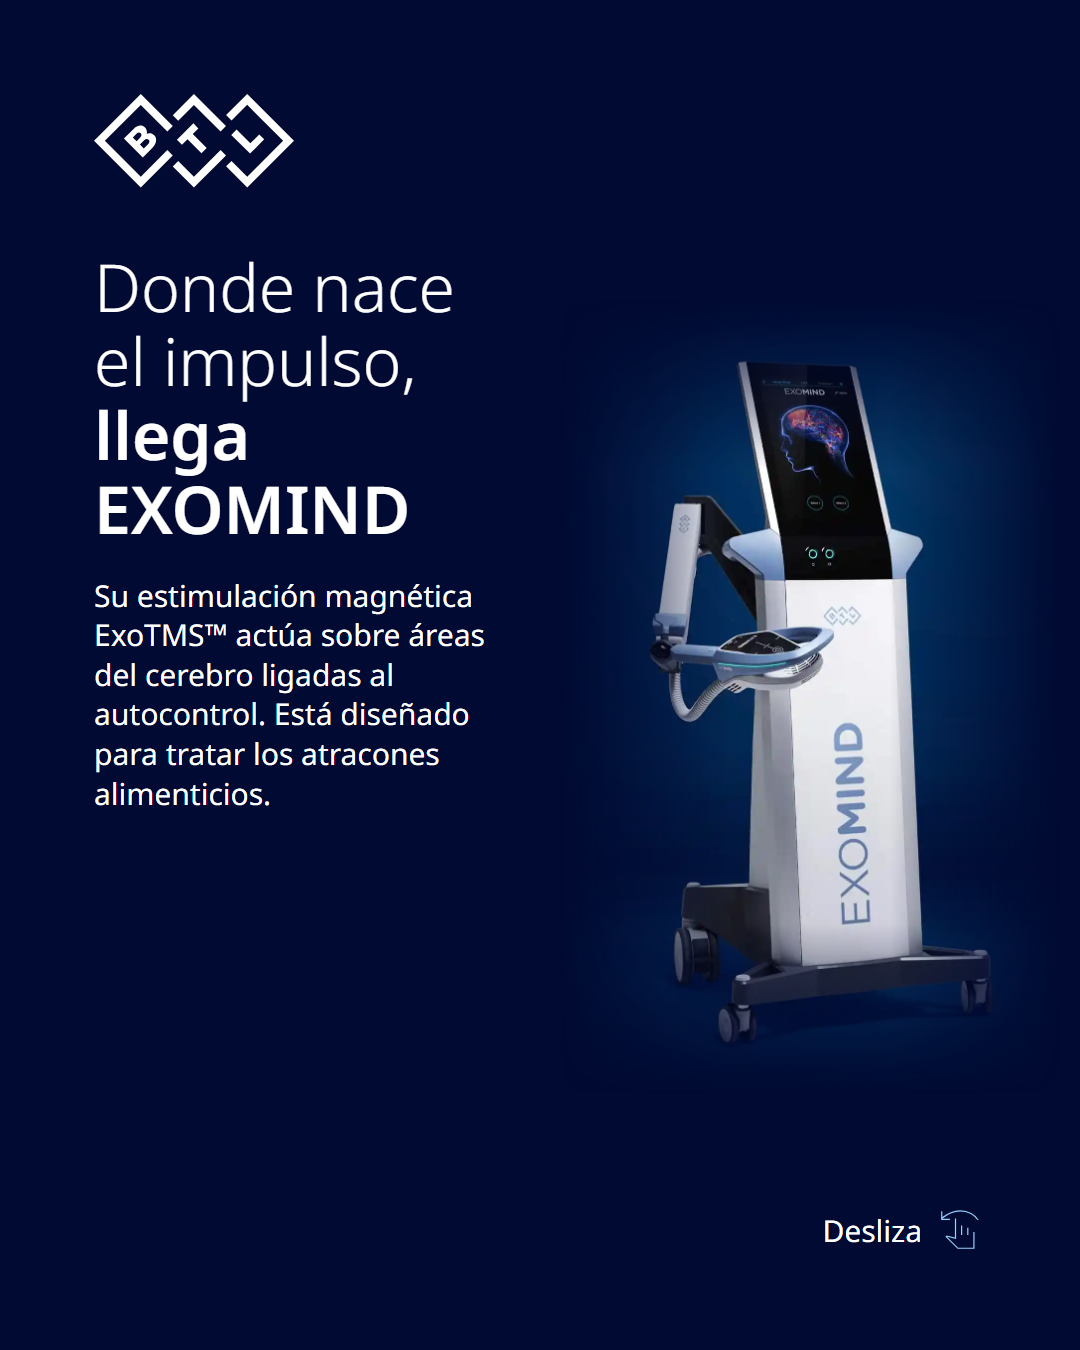 BTL
Donde nace
el impulso,
llega
EXOMIND
Su estimulación magnética
ExoTMS™ actúa sobre áreas
del cerebro ligadas al
autocontrol. Está diseñado
para tratar los atracones
alimenticios.
EXOMIND
BTL
EXOMIND
Desliza